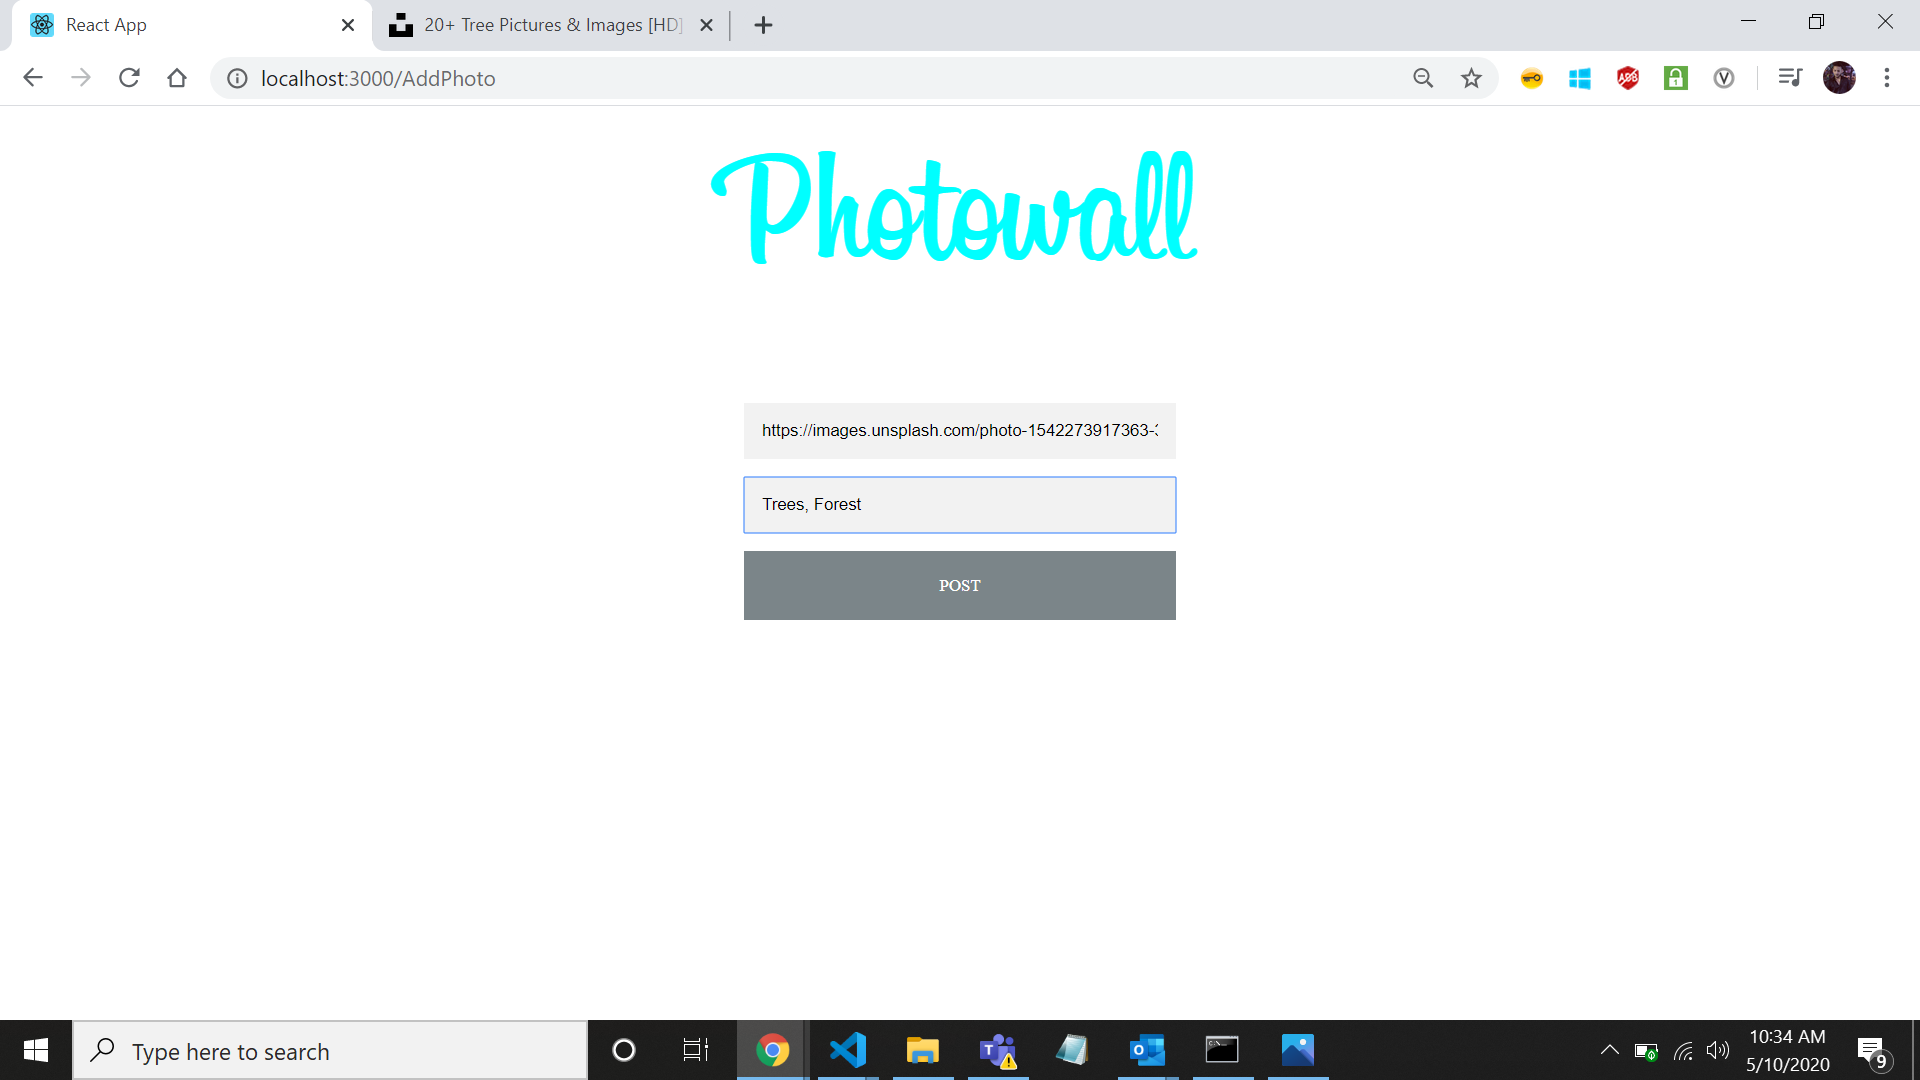 React App
20+ Tree Pictures & Images [HD]
localhost:3000/AddPhoto
ABP
V
Photowall
https://images.unsplash.com/photo-1542273917363-
Trees, Forest
POST
Type here to search
10:34 AM
5/10/2020
9